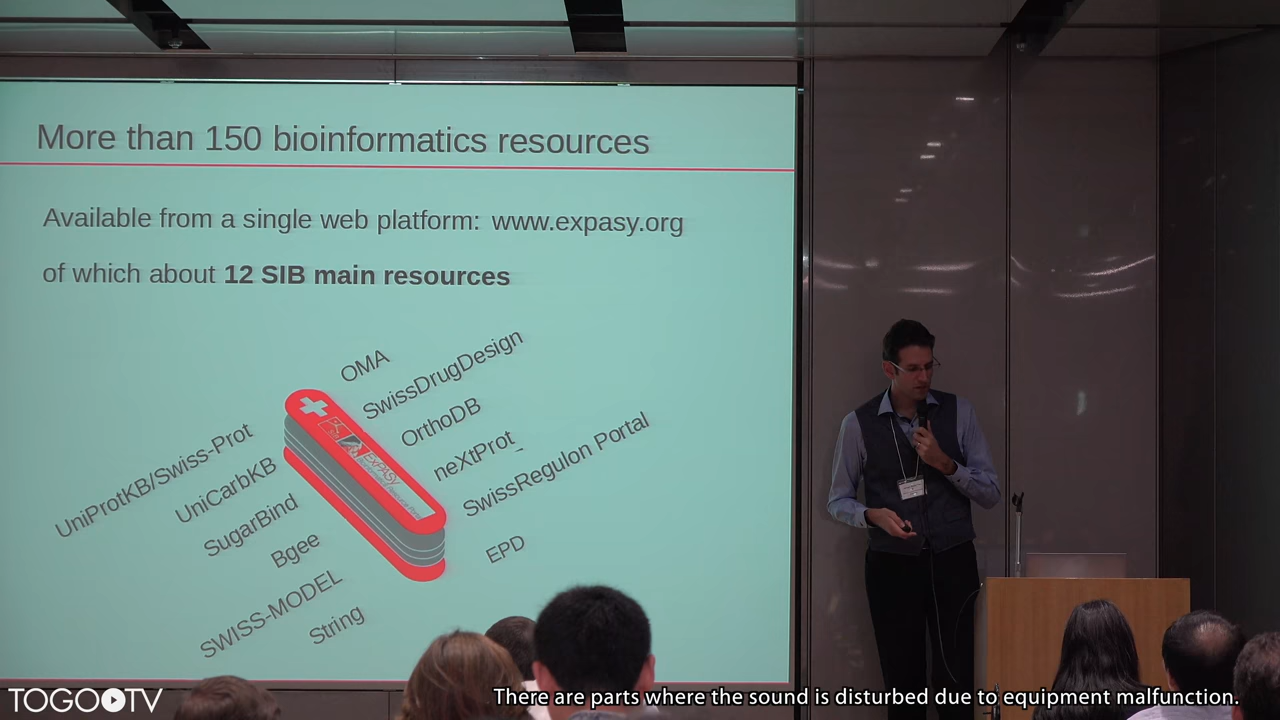 More than 150 bioinformatics resources
Available from a single web platform: www.expasy.org
of which about 12 SIB main resources
OMA
SwissDrugDesign
OrthoDB
neXtProt
SwissRegulon Portal
EPD
UniProtKB/Swiss-Prot
UniCarbKB
SugarBind
Bgee
SWISS-MODEL
String
EXPASY
There are parts where the sound is disturbed due to equipment malfunction.
TOGOTV